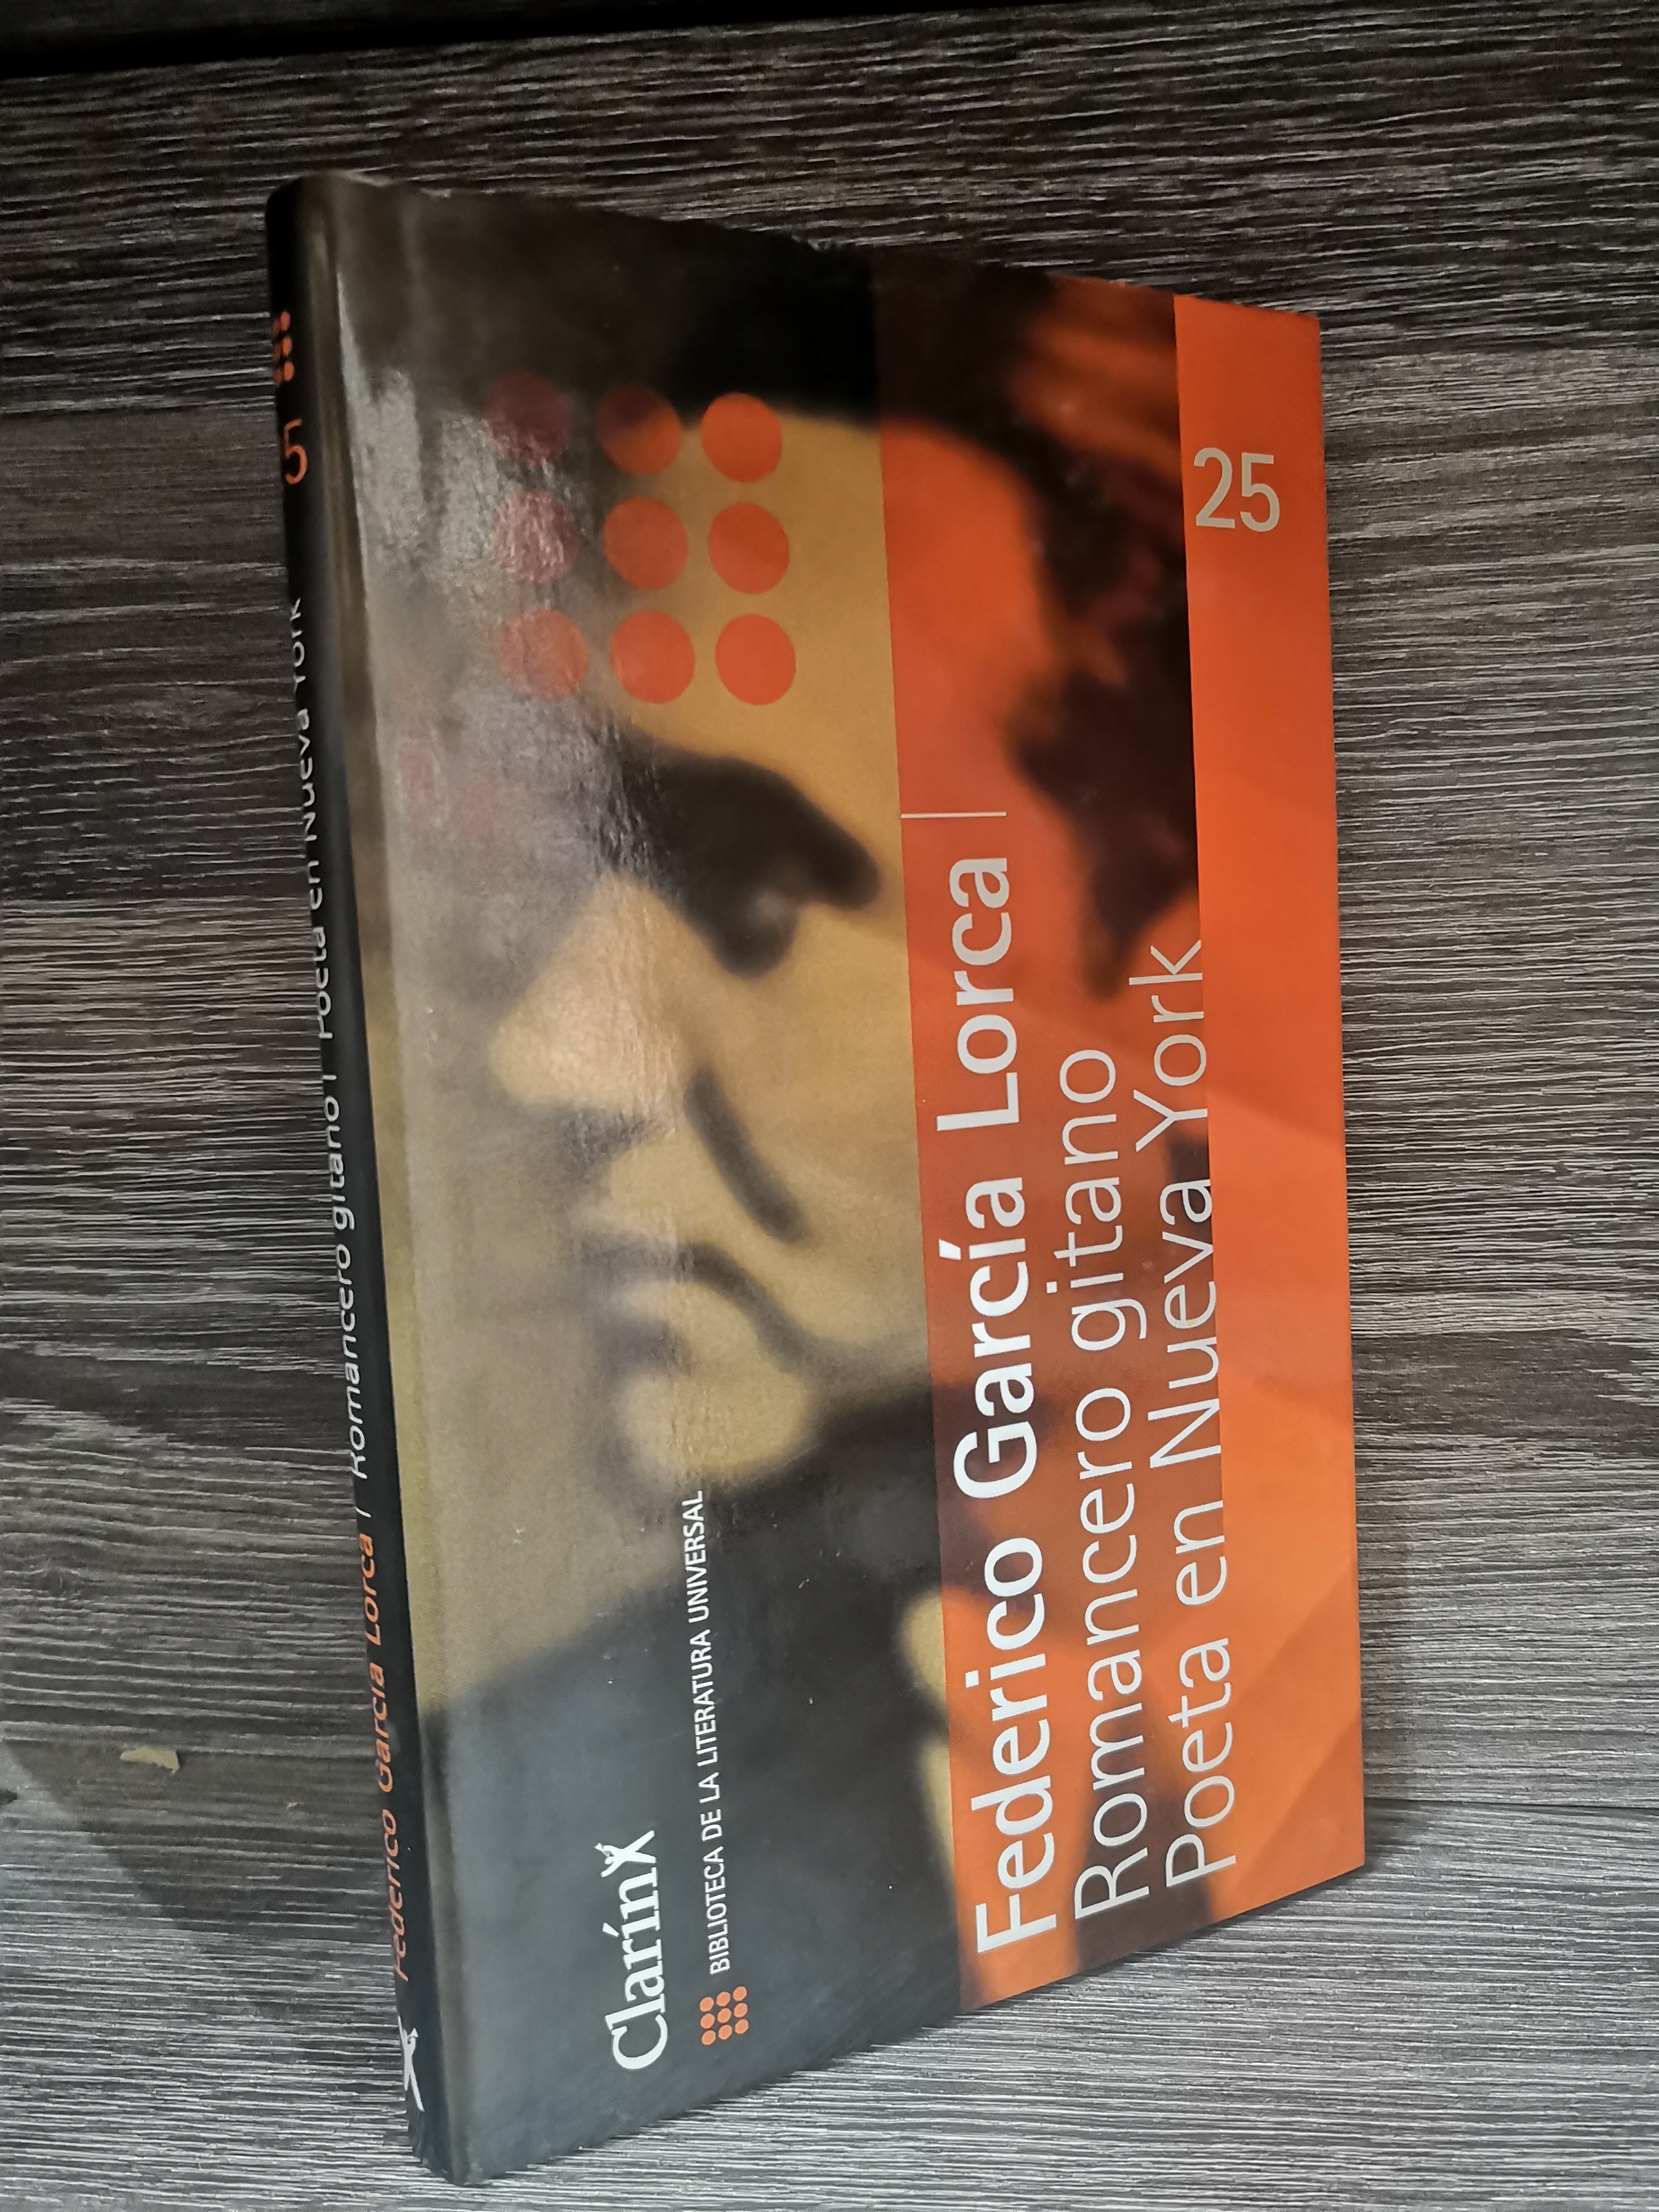 Clarín
BIBLIOTECA DE LA LITERATURA UNIVERSAL
Federico García Lorca
Romancero gitano
Poeta en Nueva York
25
Federico García Lorca | Romancero gitano | Poeta en Nueva York
5